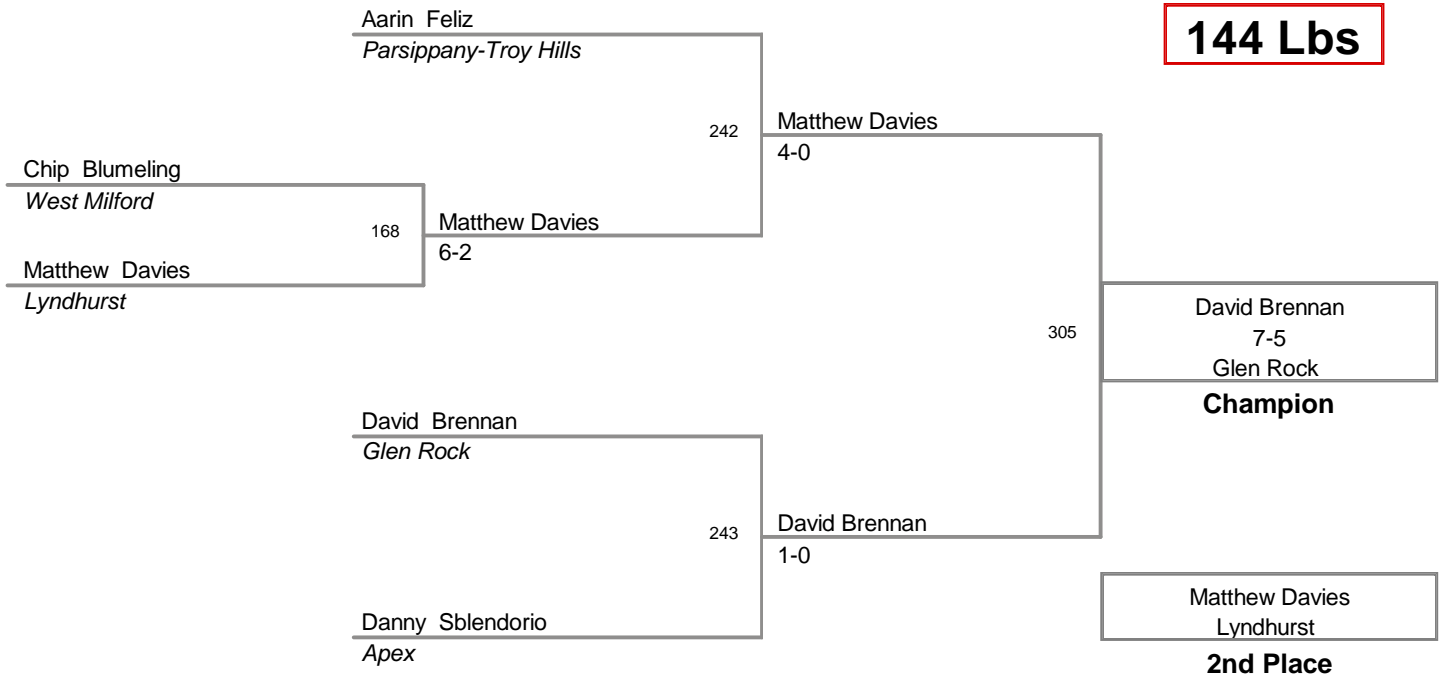 Aarin Feliz
Parsippany-Troy Hills
144 Lbs
242
Matthew Davies
4-0
Chip Blumeling
West Milford
168
Matthew Davies
6-2
Matthew Davies
Lyndhurst
305
David Brennan
7-5
Glen Rock
Champion
David Brennan
Glen Rock
243
David Brennan
1-0
Danny Sblendorio
Apex
Matthew Davies
Lyndhurst
2nd Place